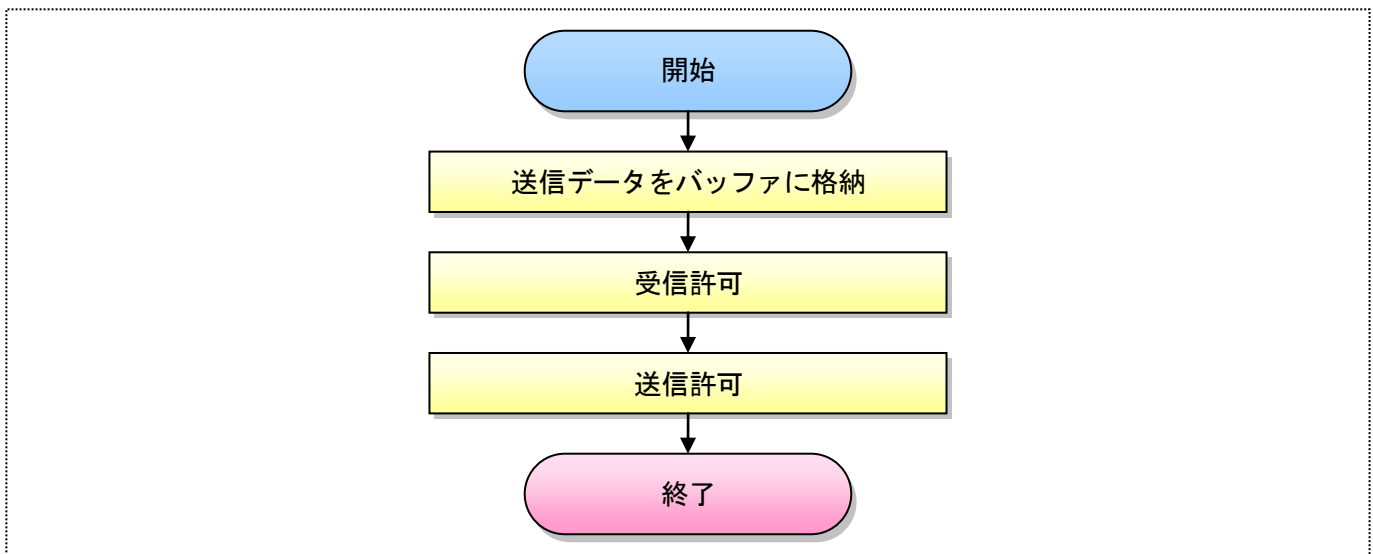 開始
送信データをバッファに格納
受信許可
送信許可
終了